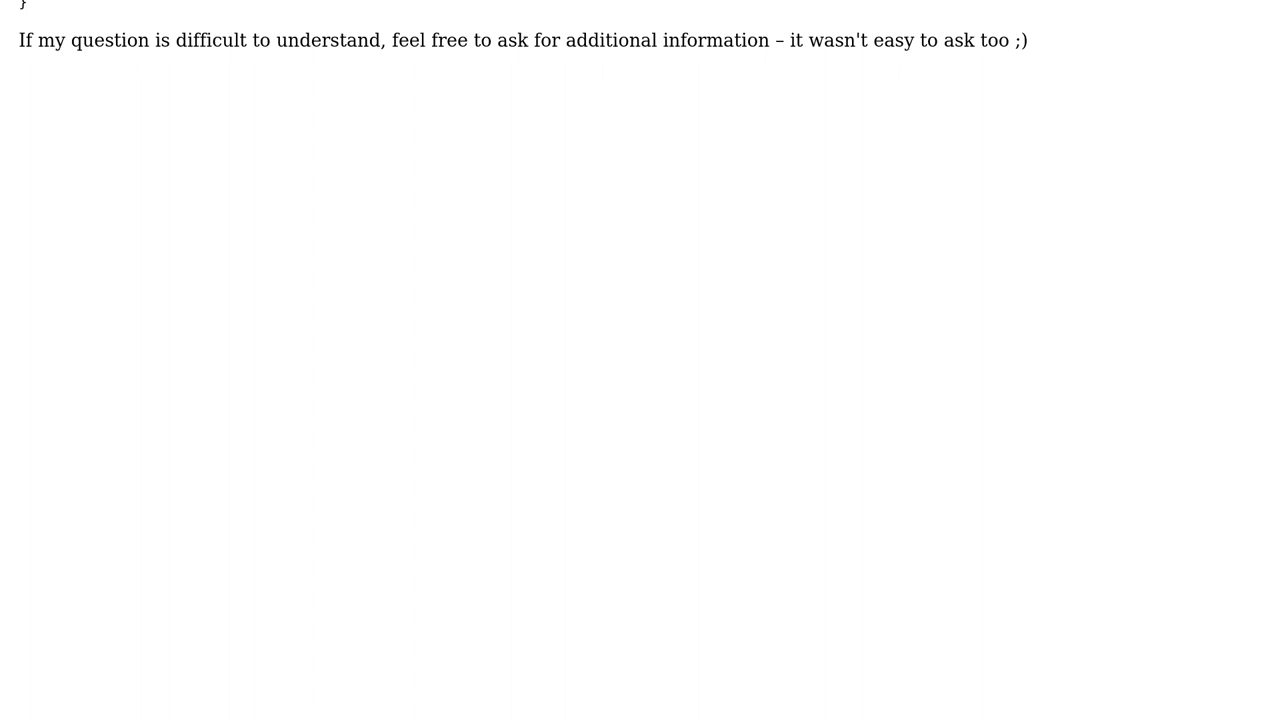 }
If my question is difficult to understand, feel free to ask for additional information – it wasn't easy to ask too ;)